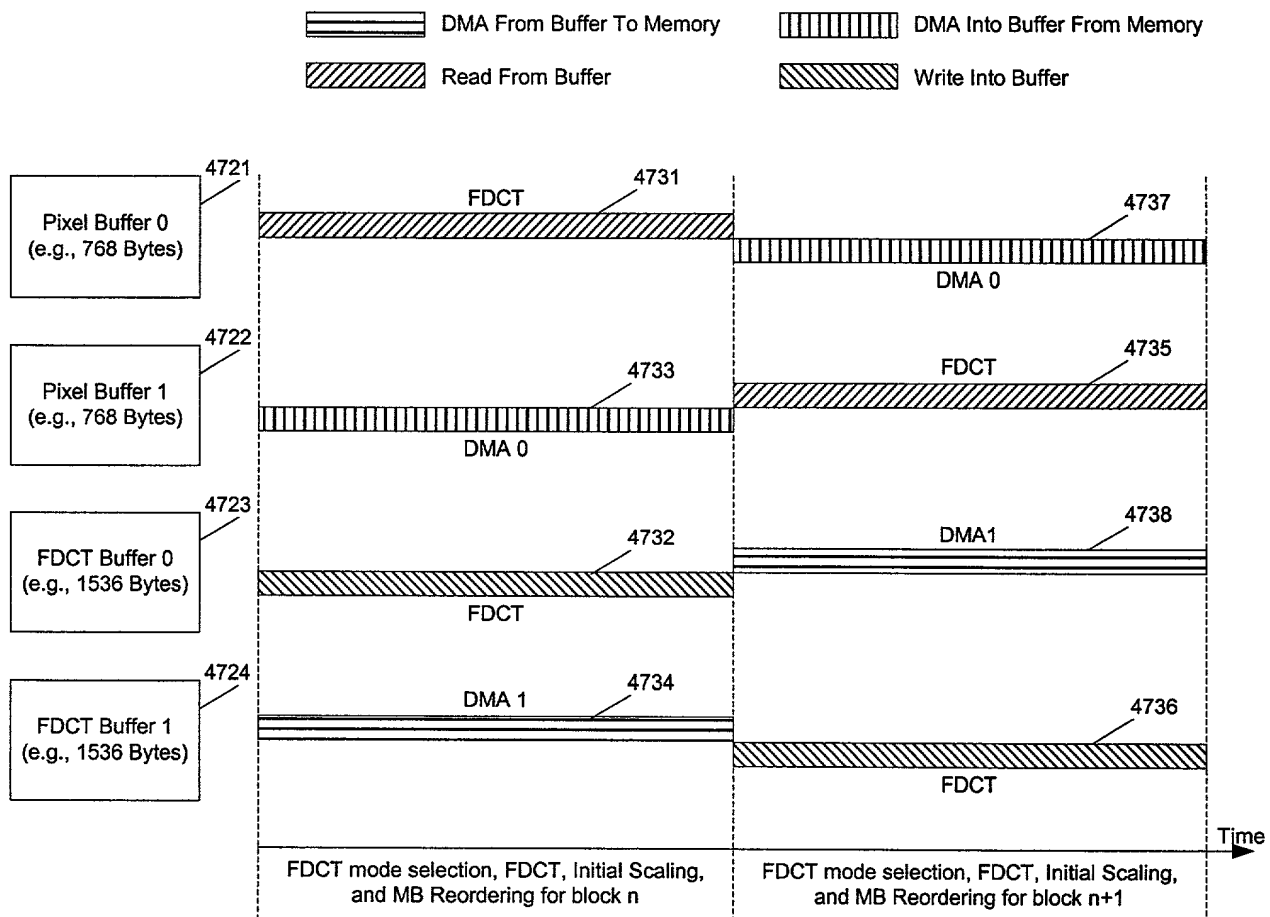 DMA From Buffer To Memory
DMA Into Buffer From Memory
Read From Buffer
Write Into Buffer
4721
Pixel Buffer 0
(e.g., 768 Bytes)
FDCT
4731
4737
DMA 0
4722
Pixel Buffer 1
(e.g., 768 Bytes)
4733
DMA 0
FDCT
4735
4723
FDCT Buffer 0
(e.g., 1536 Bytes)
4732
FDCT
DMA1
4738
4724
FDCT Buffer 1
(e.g., 1536 Bytes)
DMA 1
4734
4736
FDCT
Time
FDCT mode selection, FDCT, Initial Scaling,
and MB Reordering for block n
FDCT mode selection, FDCT, Initial Scaling,
and MB Reordering for block n+1